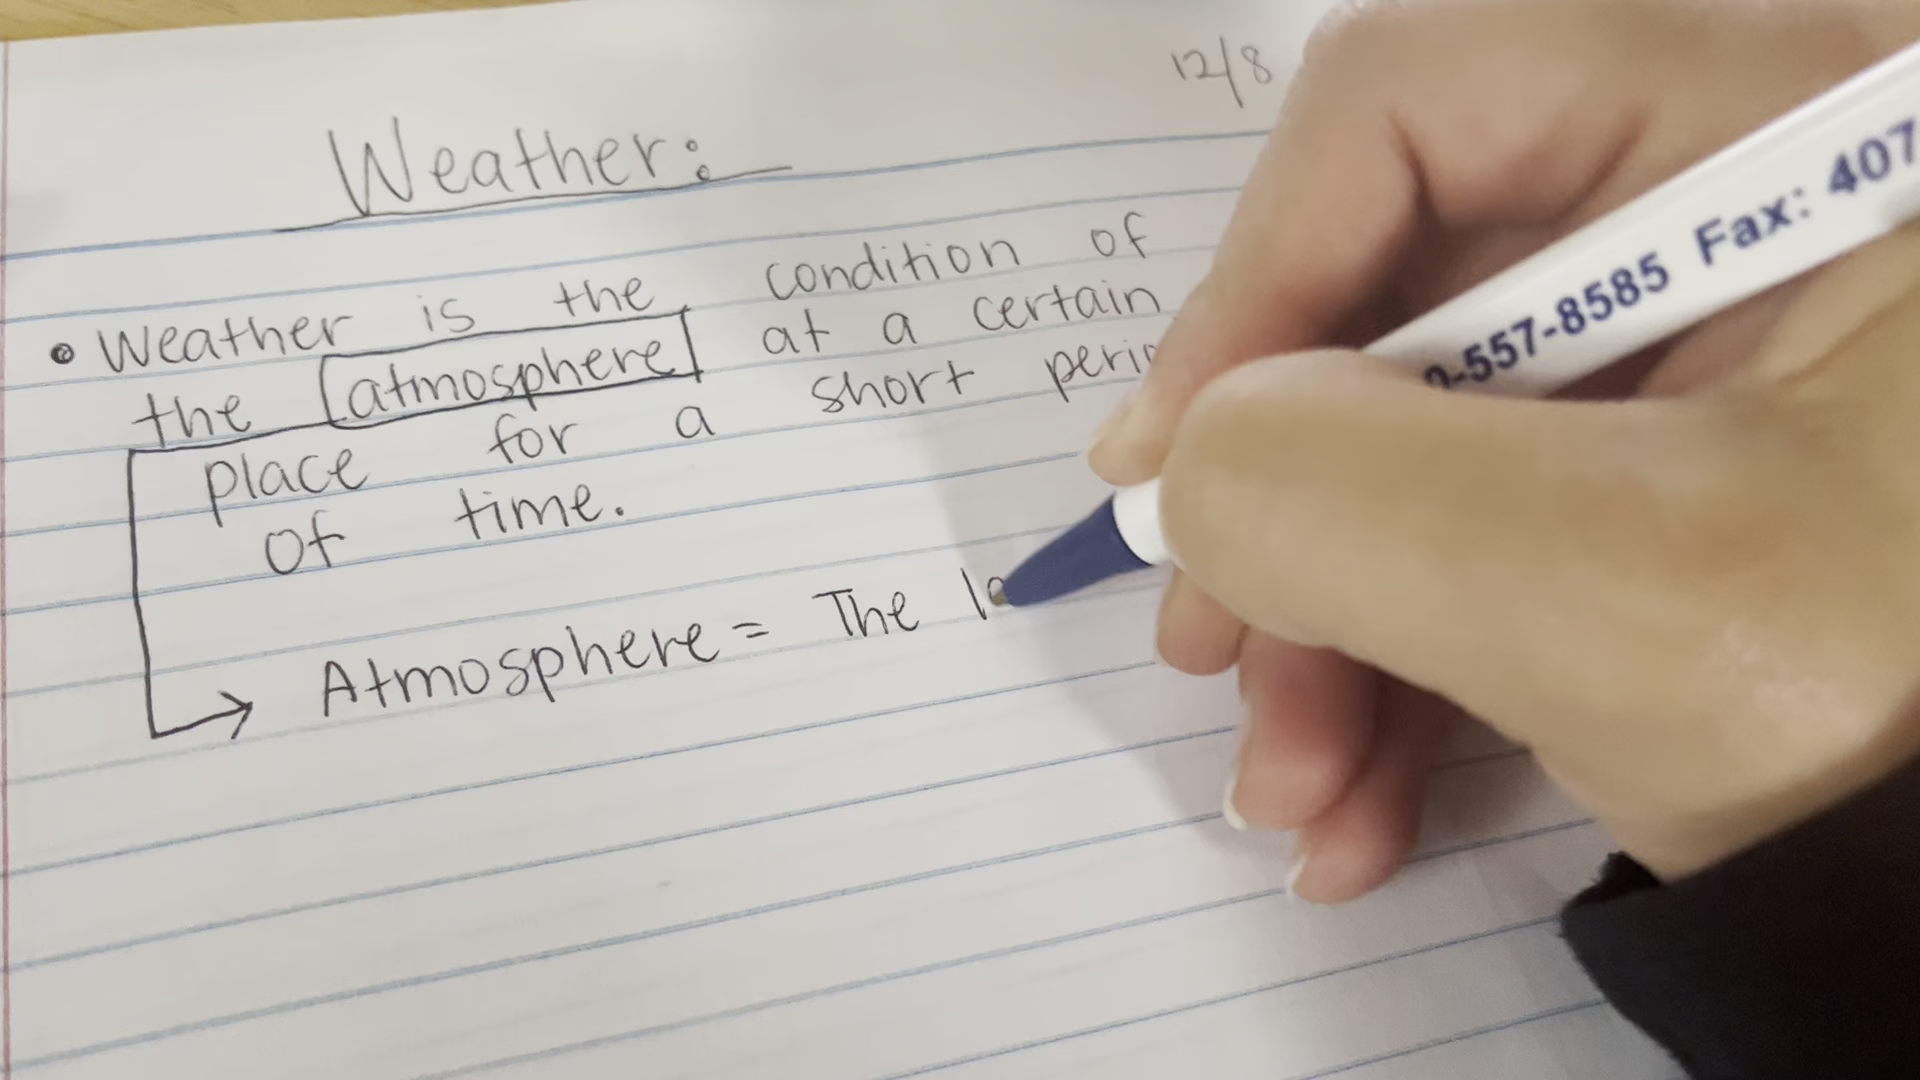 12/8
Weather:
• Weather is the condition of
the atmosphere at a certain
place for a short
of time.
Atmosphere = The
557-8585 Fax: 407